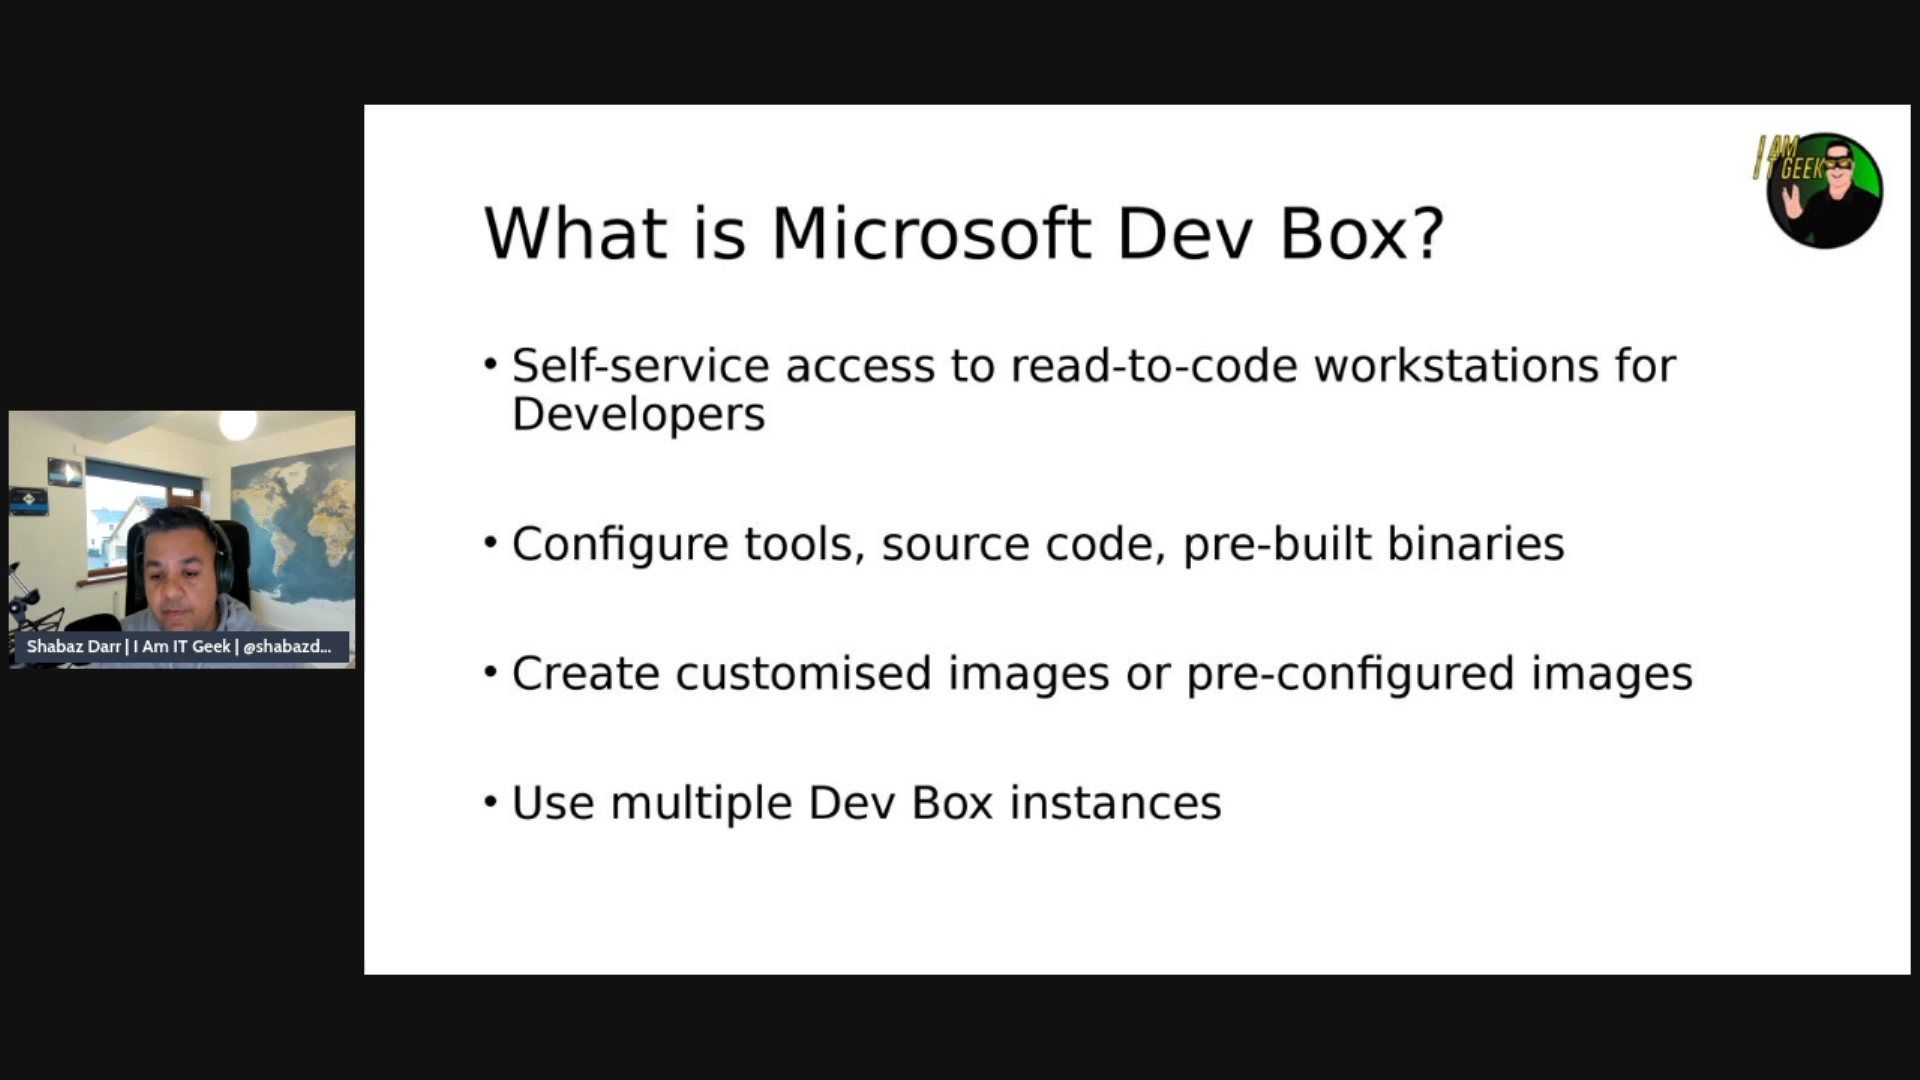 I AM
IT GEEK
What is Microsoft Dev Box?
• Self-service access to read-to-code workstations for
Developers
• Configure tools, source code, pre-built binaries
• Create customised images or pre-configured images
• Use multiple Dev Box instances
Shabaz Darr | I Am IT Geek | @shabazd...